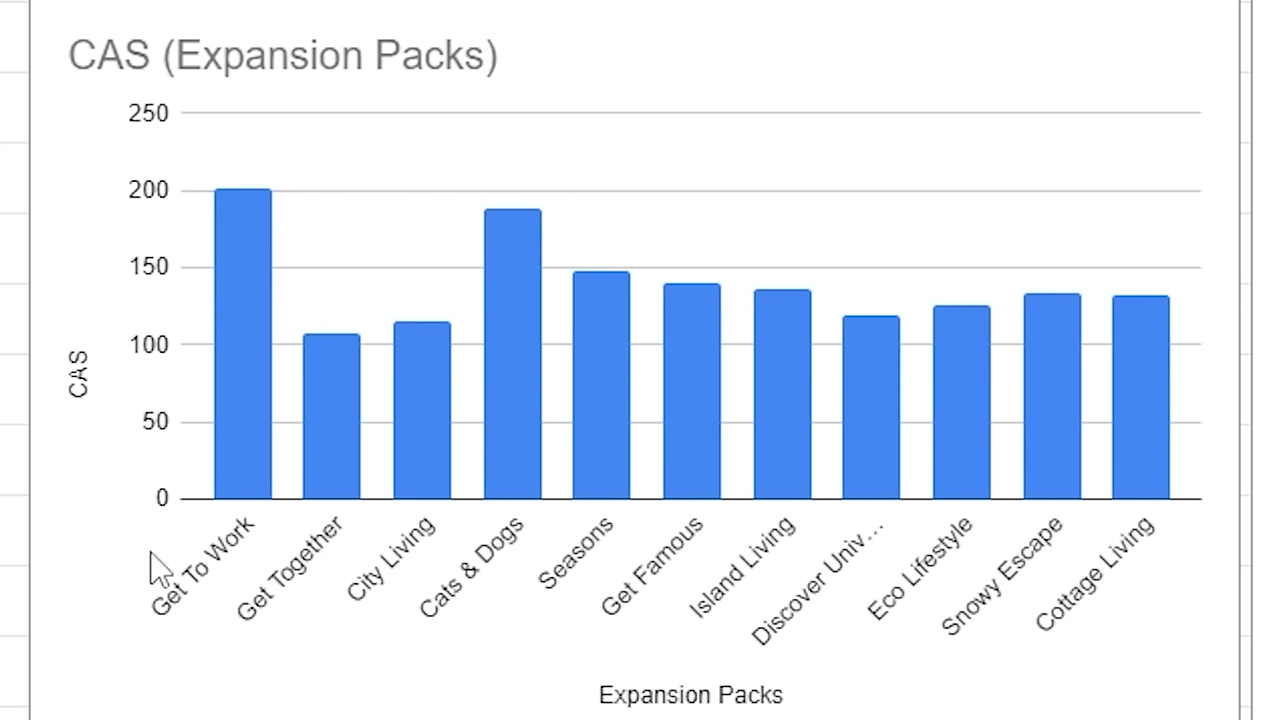 CAS (Expansion Packs)
250
200
150
100
50
0
CAS
Get To Work
Get Together
City Living
Cats & Dogs
Seasons
Get Famous
Island Living
Discover Univ...
Eco Lifestyle
Snowy Escape
Cottage Living
Expansion Packs